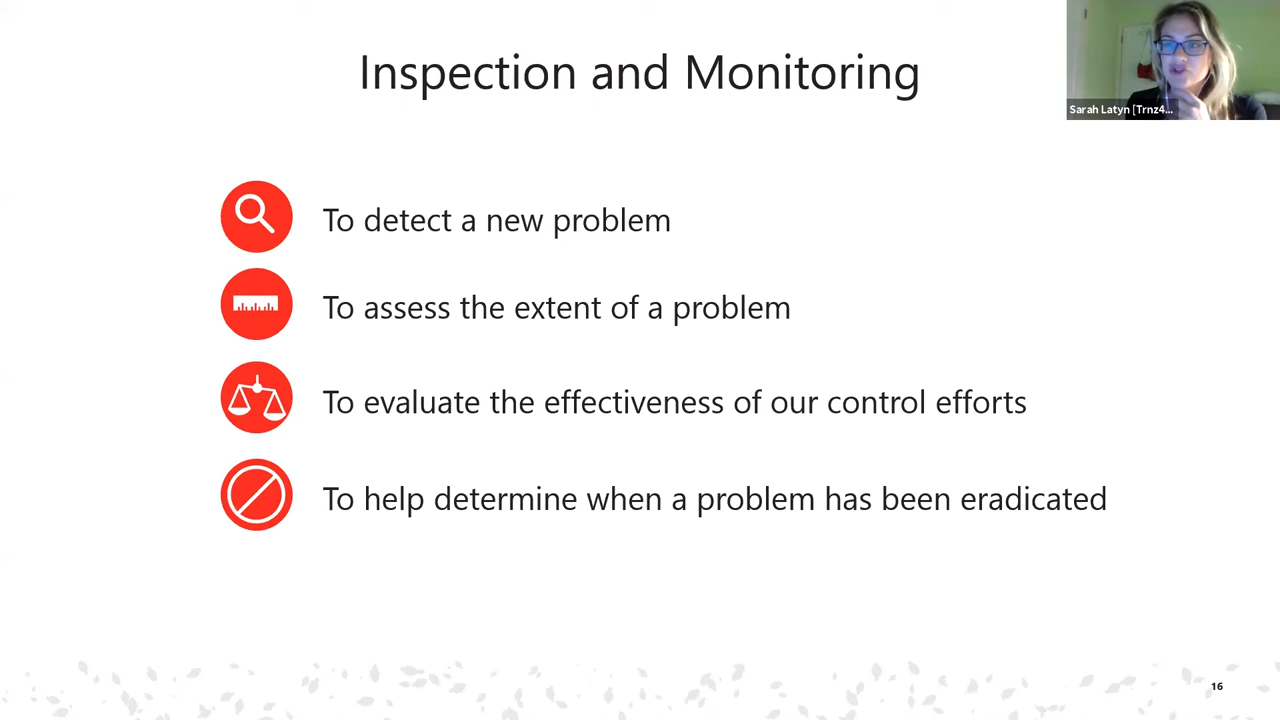 Inspection and Monitoring
Sarah Latyn [Trnz4...
To detect a new problem
To assess the extent of a problem
To evaluate the effectiveness of our control efforts
To help determine when a problem has been eradicated
16